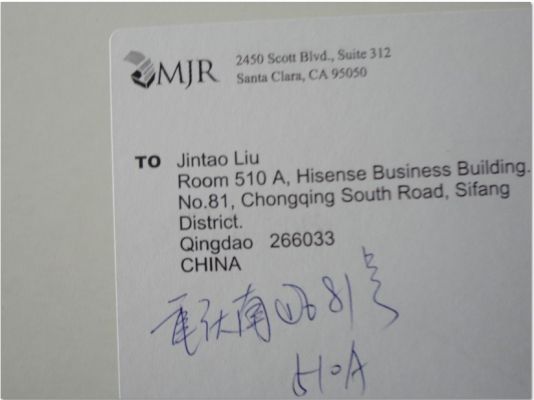 MJR
2450 Scott Blvd., Suite 312
Santa Clara, CA 95050
TO Jintao Liu
Room 510 A, Hisense Business Building.
No.81, Chongqing South Road, Sifang
District.
Qingdao 266033
CHINA
重庆南路81号
510A